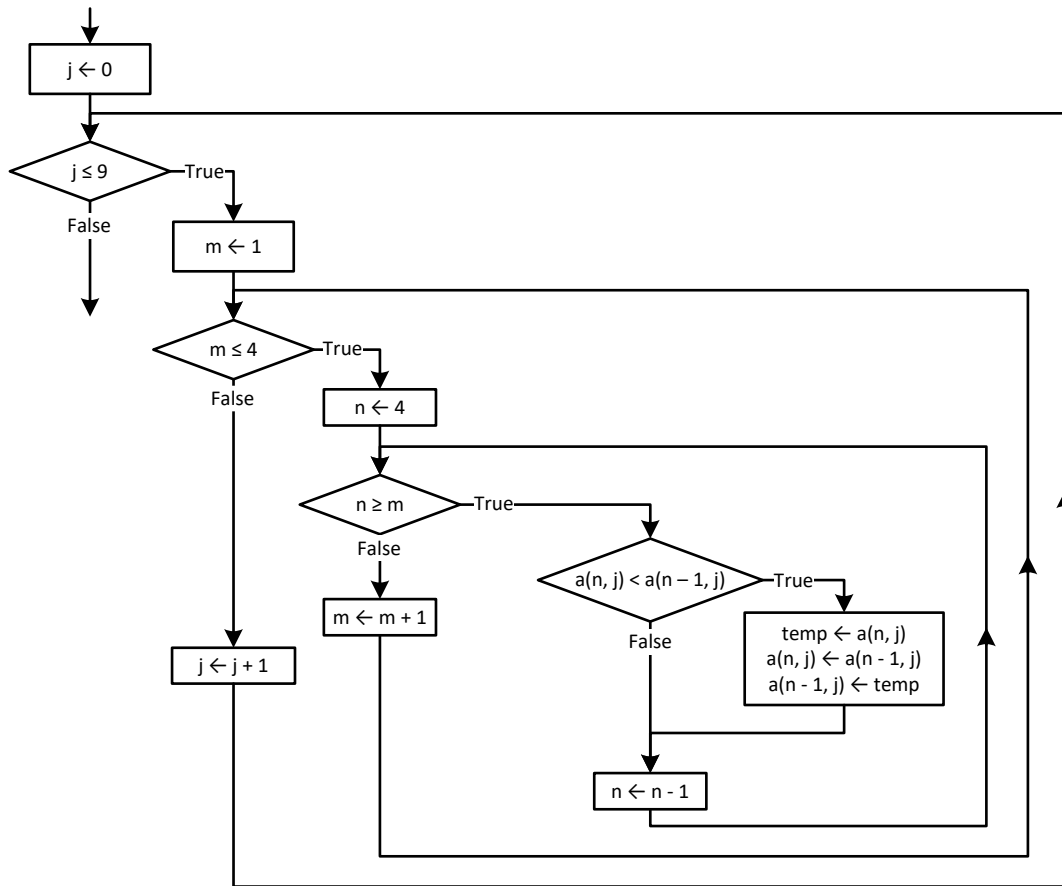 j ← 0
j ≤ 9
True
False
m ← 1
m ≤ 4
True
False
n ← 4
n ≥ m
True
False
a(n, j) < a(n – 1, j)
True
False
m ← m + 1
temp ← a(n, j)
a(n, j) ← a(n - 1, j)
a(n - 1, j) ← temp
j ← j + 1
n ← n - 1